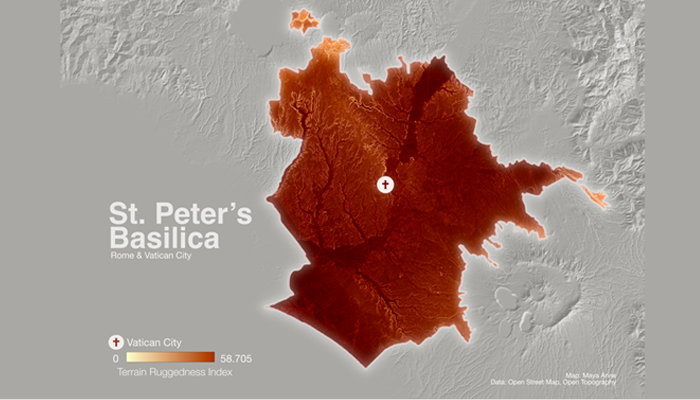 St. Peter's
Basilica
Rome & Vatican City
Vatican City
0 58.705
Terrain Ruggedness Index
Map: Maya Anne
Data: Open Street Map, Open Topography